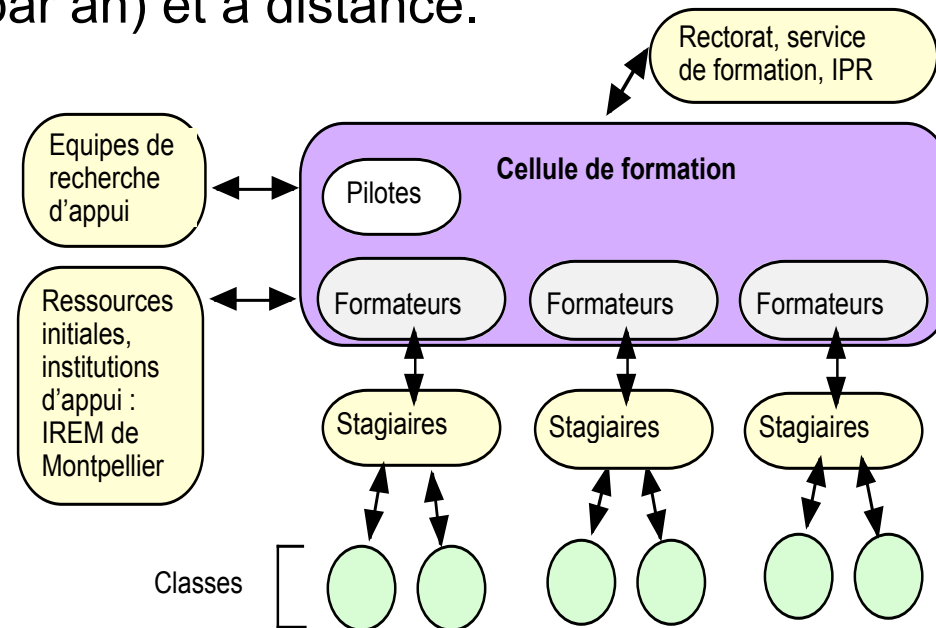 par an) et à distance.
Rectorat, service
de formation, IPR
Equipes de
recherche
d'appui
Cellule de formation
Pilotes
Ressources
initiales,
institutions
d'appui :
IREM de
Montpellier
Formateurs
Formateurs
Formateurs
Stagiaires
Stagiaires
Stagiaires
Classes